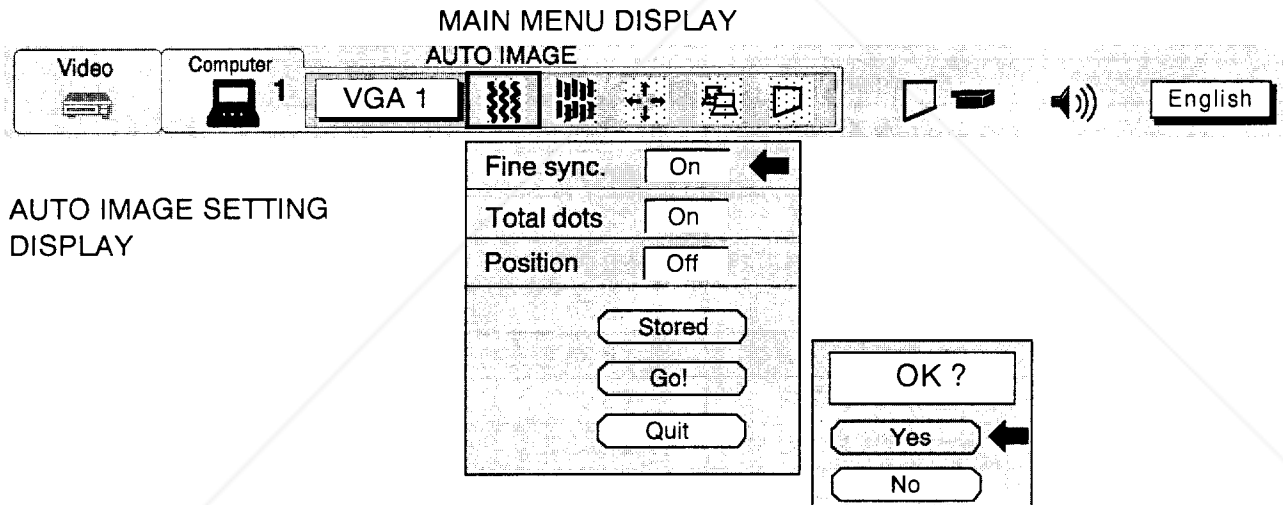 MAIN MENU DISPLAY
AUTO IMAGE
Video
Computer
1
VGA 1
English
AUTO IMAGE SETTING
DISPLAY
Fine sync.
On
Total dots
On
Position
Off
Stored
Go!
Quit
OK ?
Yes
No